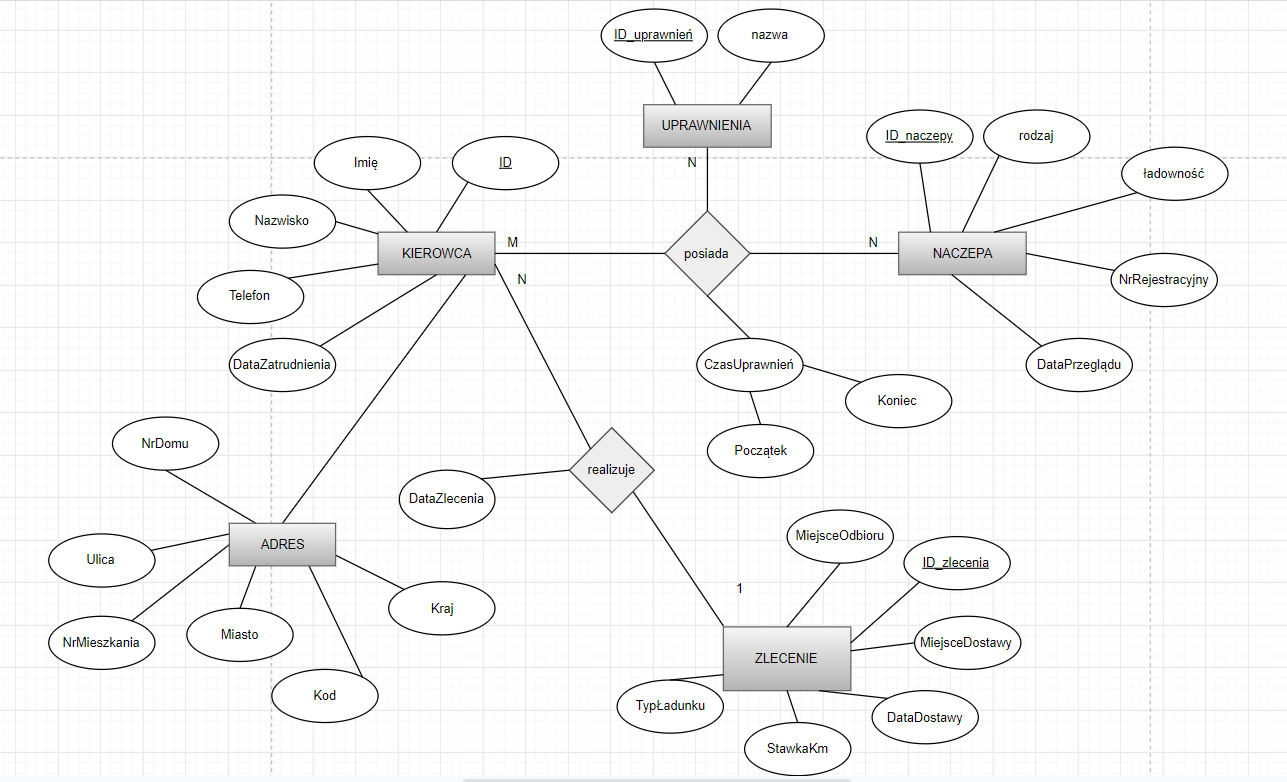 ID_uprawnień
nazwa
UPRAWNIENIA
N
ID_naczepy
rodzaj
Imię
ID
ładowność
Nazwisko
KIEROWCA
M
posiada
N
NACZEPA
N
Telefon
NrRejestracyjny
DataZatrudnienia
CzasUprawnień
DataPrzeglądu
Koniec
NrDomu
Początek
realizuje
DataZlecenia
MiejsceOdbioru
ADRES
Ulica
ID_zlecenia
1
Kraj
NrMieszkania
Miasto
MiejsceDostawy
ZLECENIE
Kod
TypŁadunku
DataDostawy
StawkaKm